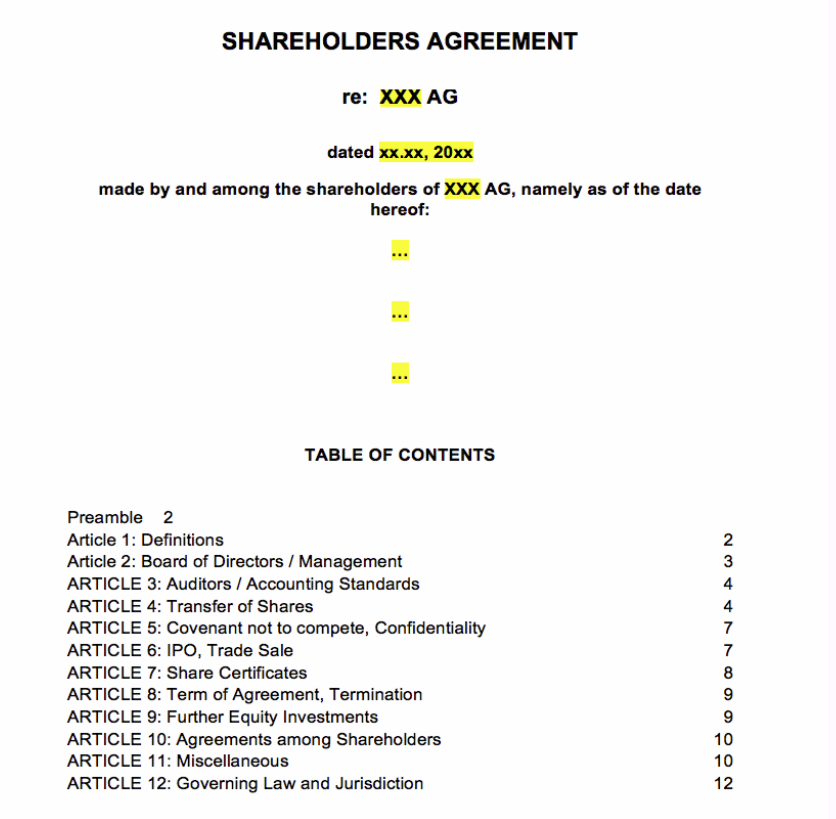 SHAREHOLDERS AGREEMENT
re: XXX AG
dated xx.xx, 20xx
made by and among the shareholders of XXX AG, namely as of the date
hereof:
...
...
...
TABLE OF CONTENTS
Preamble 2
Article 1: Definitions 2
Article 2: Board of Directors / Management 3
ARTICLE 3: Auditors / Accounting Standards 4
ARTICLE 4: Transfer of Shares 4
ARTICLE 5: Covenant not to compete, Confidentiality 7
ARTICLE 6: IPO, Trade Sale 7
ARTICLE 7: Share Certificates 8
ARTICLE 8: Term of Agreement, Termination 9
ARTICLE 9: Further Equity Investments 9
ARTICLE 10: Agreements among Shareholders 10
ARTICLE 11: Miscellaneous 10
ARTICLE 12: Governing Law and Jurisdiction 12